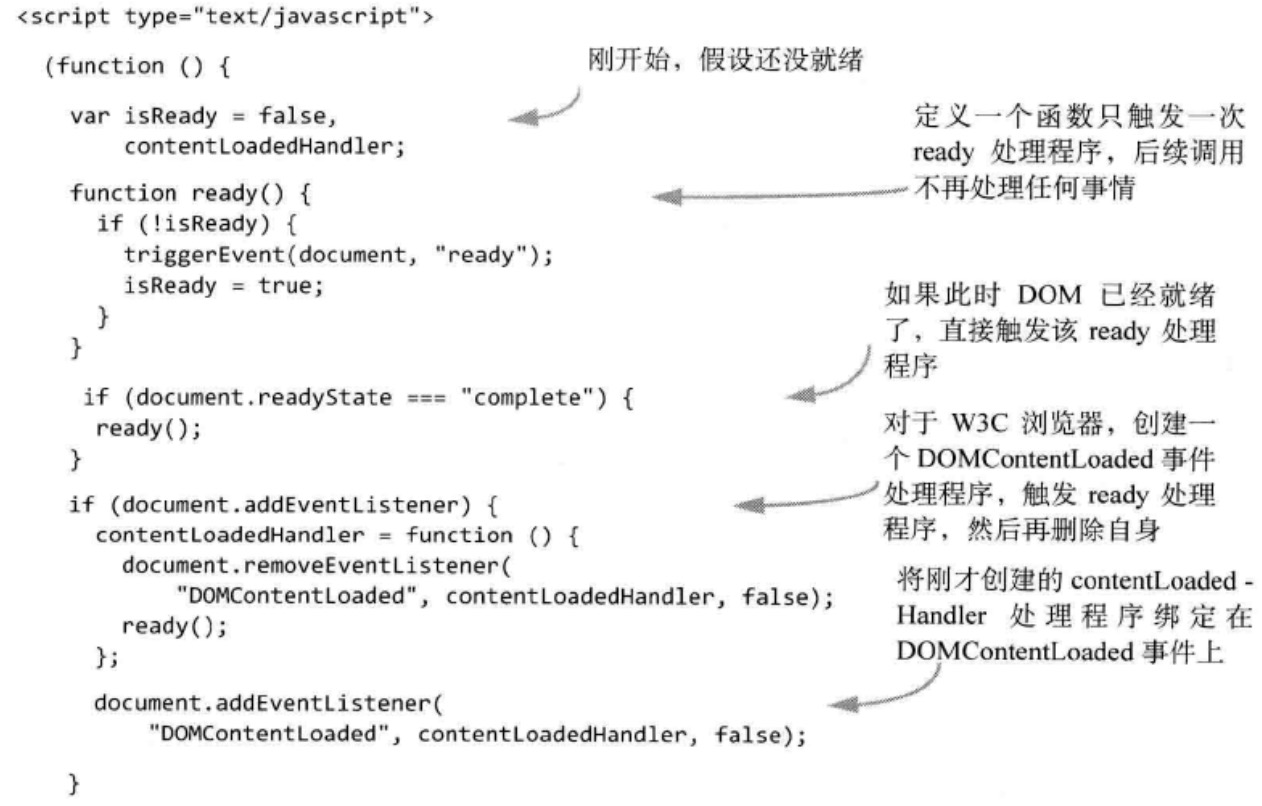 <script type="text/javascript">
(function () {
刚开始，假设还没就绪
var isReady = false,
contentLoadedHandler;
定义一个函数只触发一次
ready 处理程序，后续调用
不再处理任何事情
function ready() {
if (!isReady) {
triggerEvent(document, "ready");
isReady = true;
}
}
如果此时 DOM 已经就绪
了，直接触发该 ready 处理
程序
if (document.readyState === "complete") {
ready();
}
对于 W3C 浏览器，创建一
个 DOMContentLoaded 事件
处理程序，触发 ready 处理
程序，然后再删除自身
if (document.addEventListener) {
contentLoadedHandler = function () {
document.removeEventListener(
"DOMContentLoaded", contentLoadedHandler, false);
ready();
};
将刚才创建的 contentLoaded -
Handler 处理程序绑定在
DOMContentLoaded 事件上
document.addEventListener(
"DOMContentLoaded", contentLoadedHandler, false);
}